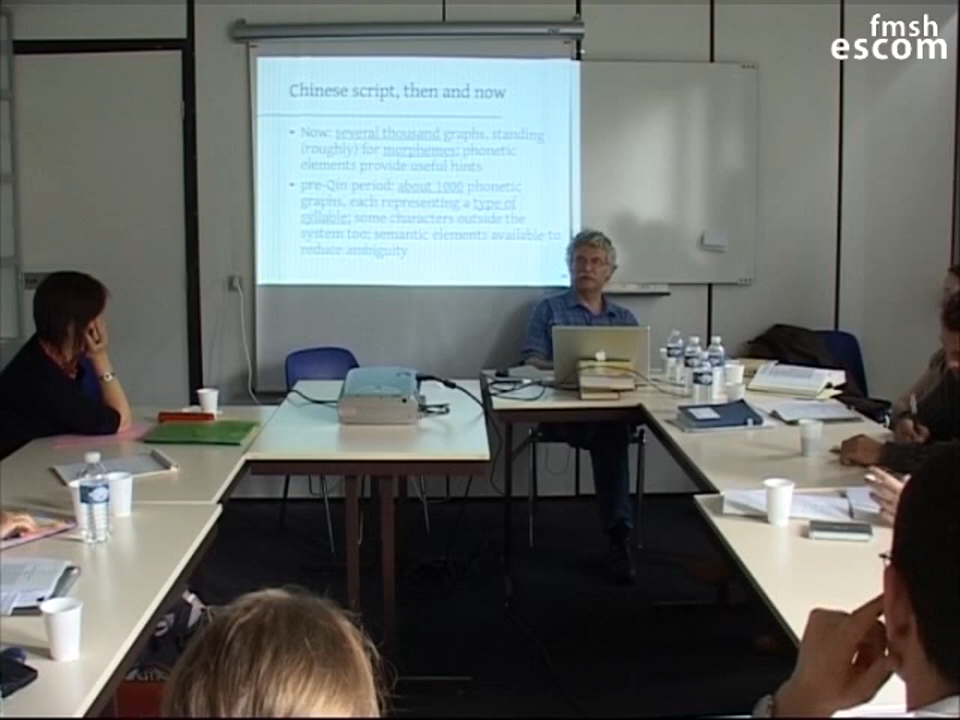 fmsh
escom
Chinese script, then and now
• Now: several thousand graphs, standing
(roughly) for morphemes; phonetic
elements provide useful hints
• pre-Qin period: about 1000 phonetic
graphs, each representing a type of
syllable; some characters outside the
system too; semantic elements available to
reduce ambiguity